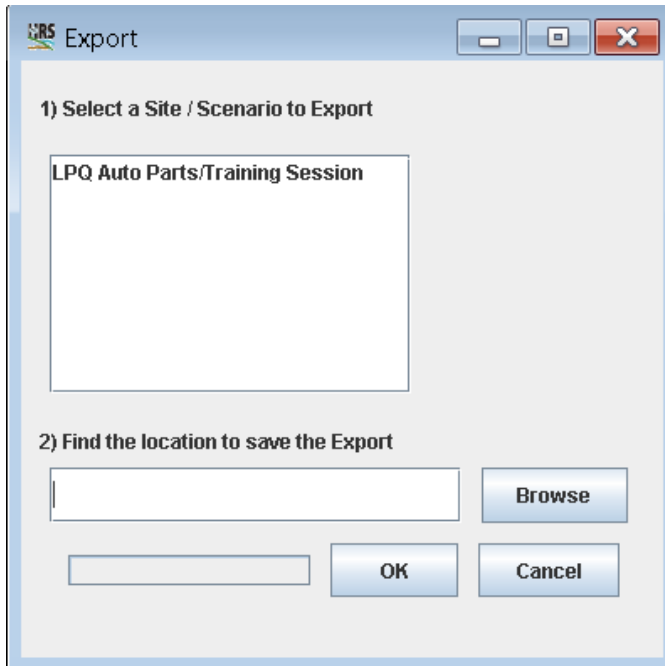 HRS Export
1) Select a Site / Scenario to Export
LPQ Auto Parts/Training Session
2) Find the location to save the Export
Browse
OK Cancel